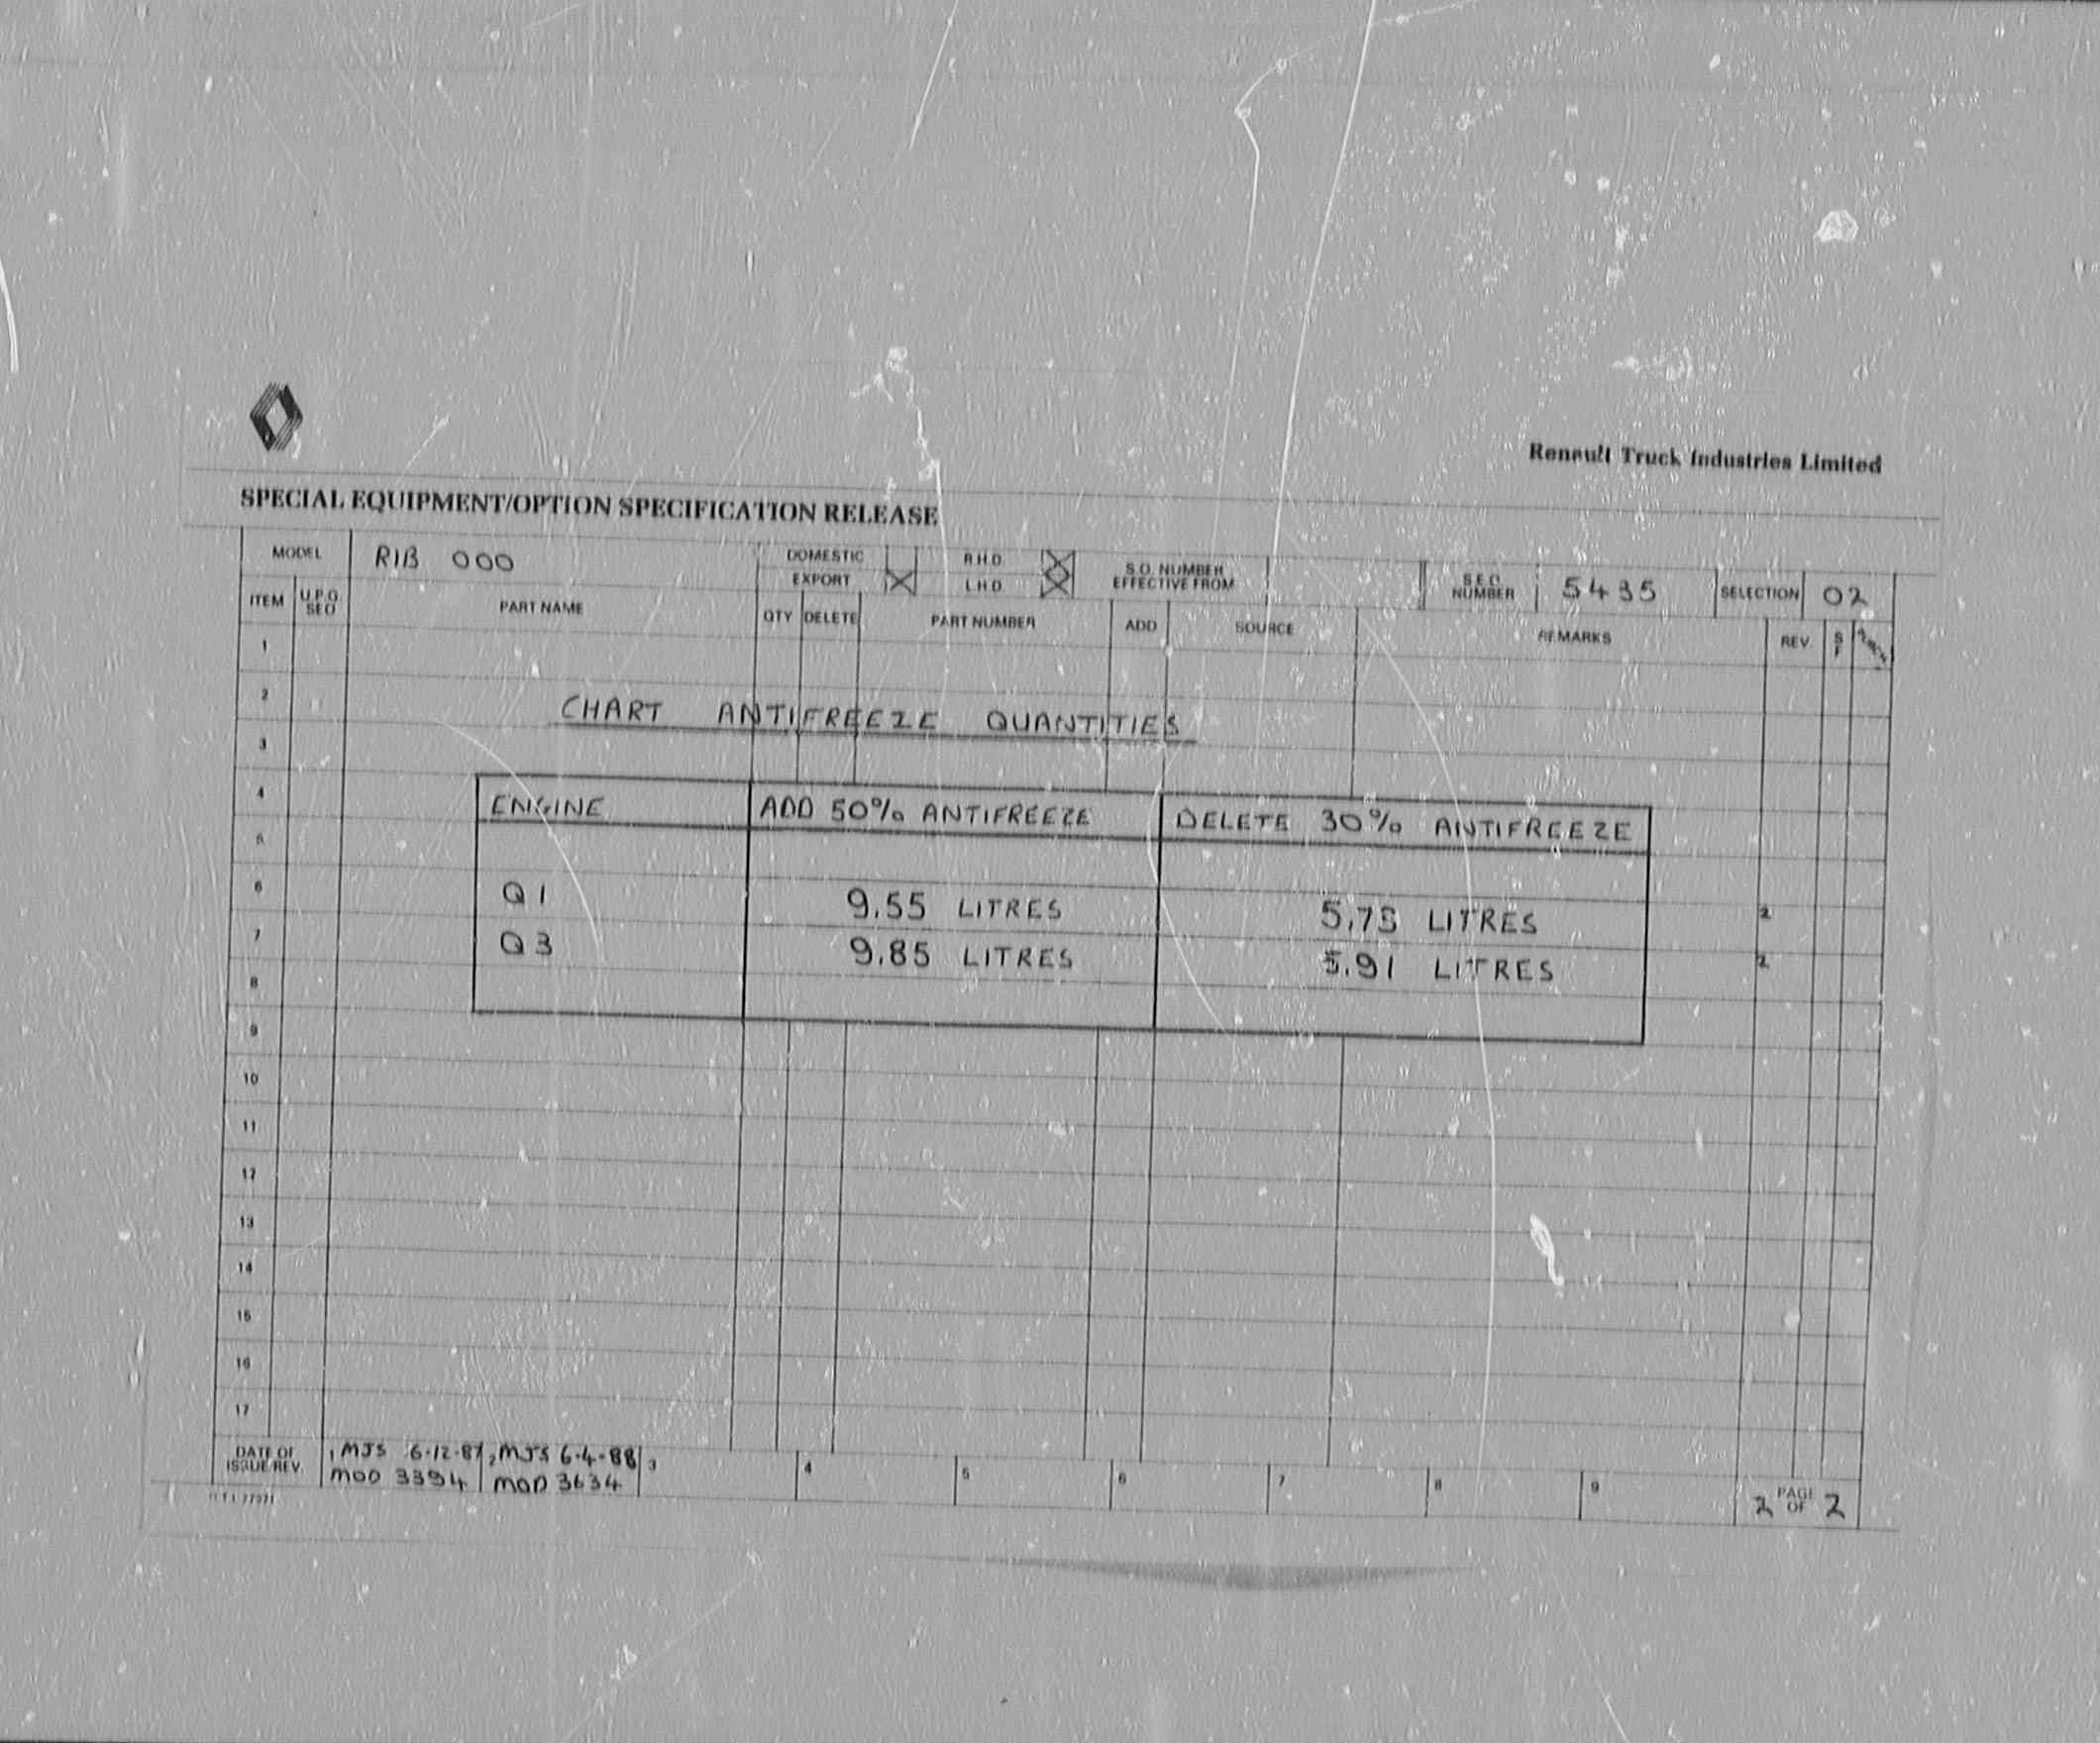 Renault Truck Industries Limited
SPECIAL EQUIPMENT/OPTION SPECIFICATION RELEASE
MODEL R1B 000 DOMESTIC R.H.D. S.O. NUMBER EFFECTIVE FROM S.E.O. NUMBER 5435 SELECTION 02
EXPORT L.H.D.
ITEM U.P.G. SEQ PART NAME QTY DELETE PART NUMBER ADD SOURCE REMARKS REV. S F
1
2
CHART ANTIFREEZE QUANTITIES
3
4 ENGINE ADD 50% ANTIFREEZE DELETE 30% ANTIFREEZE
5
6 Q1 9.55 LITRES 5.73 LITRES 2
7 Q3 9.85 LITRES 5.91 LITRES 2
8
9
10
11
12
13
14
15
16
17
DATE OF ISSUE/REV. 1 MJS 6-12-87 2 MJS 6-4-88 3 4 5 6 7 8 9
MOD 3394 MOD 3634
2 PAGE OF 2